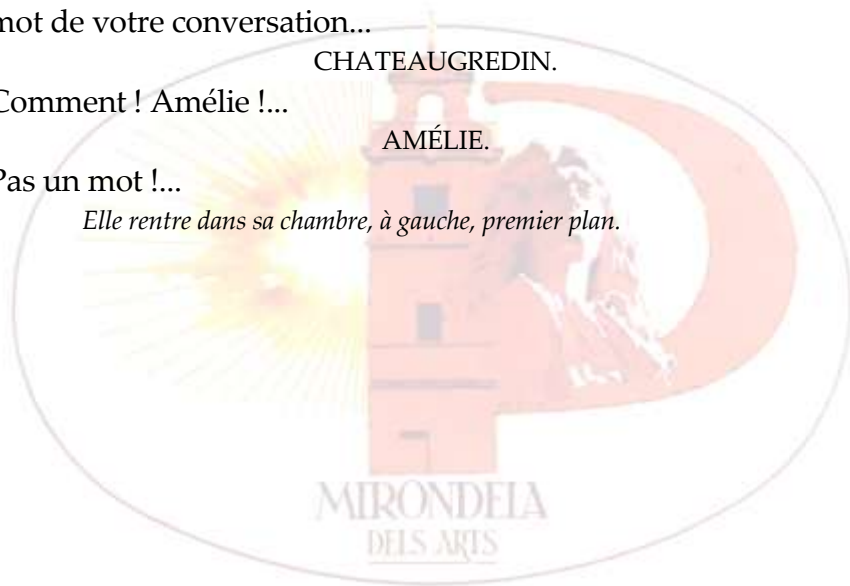 mot de votre conversation...
CHATEAUGREDIN.
Comment ! Amélie !...
AMÉLIE.
Pas un mot !...
Elle rentre dans sa chambre, à gauche, premier plan.
MIRONDELA
DELS ARTS